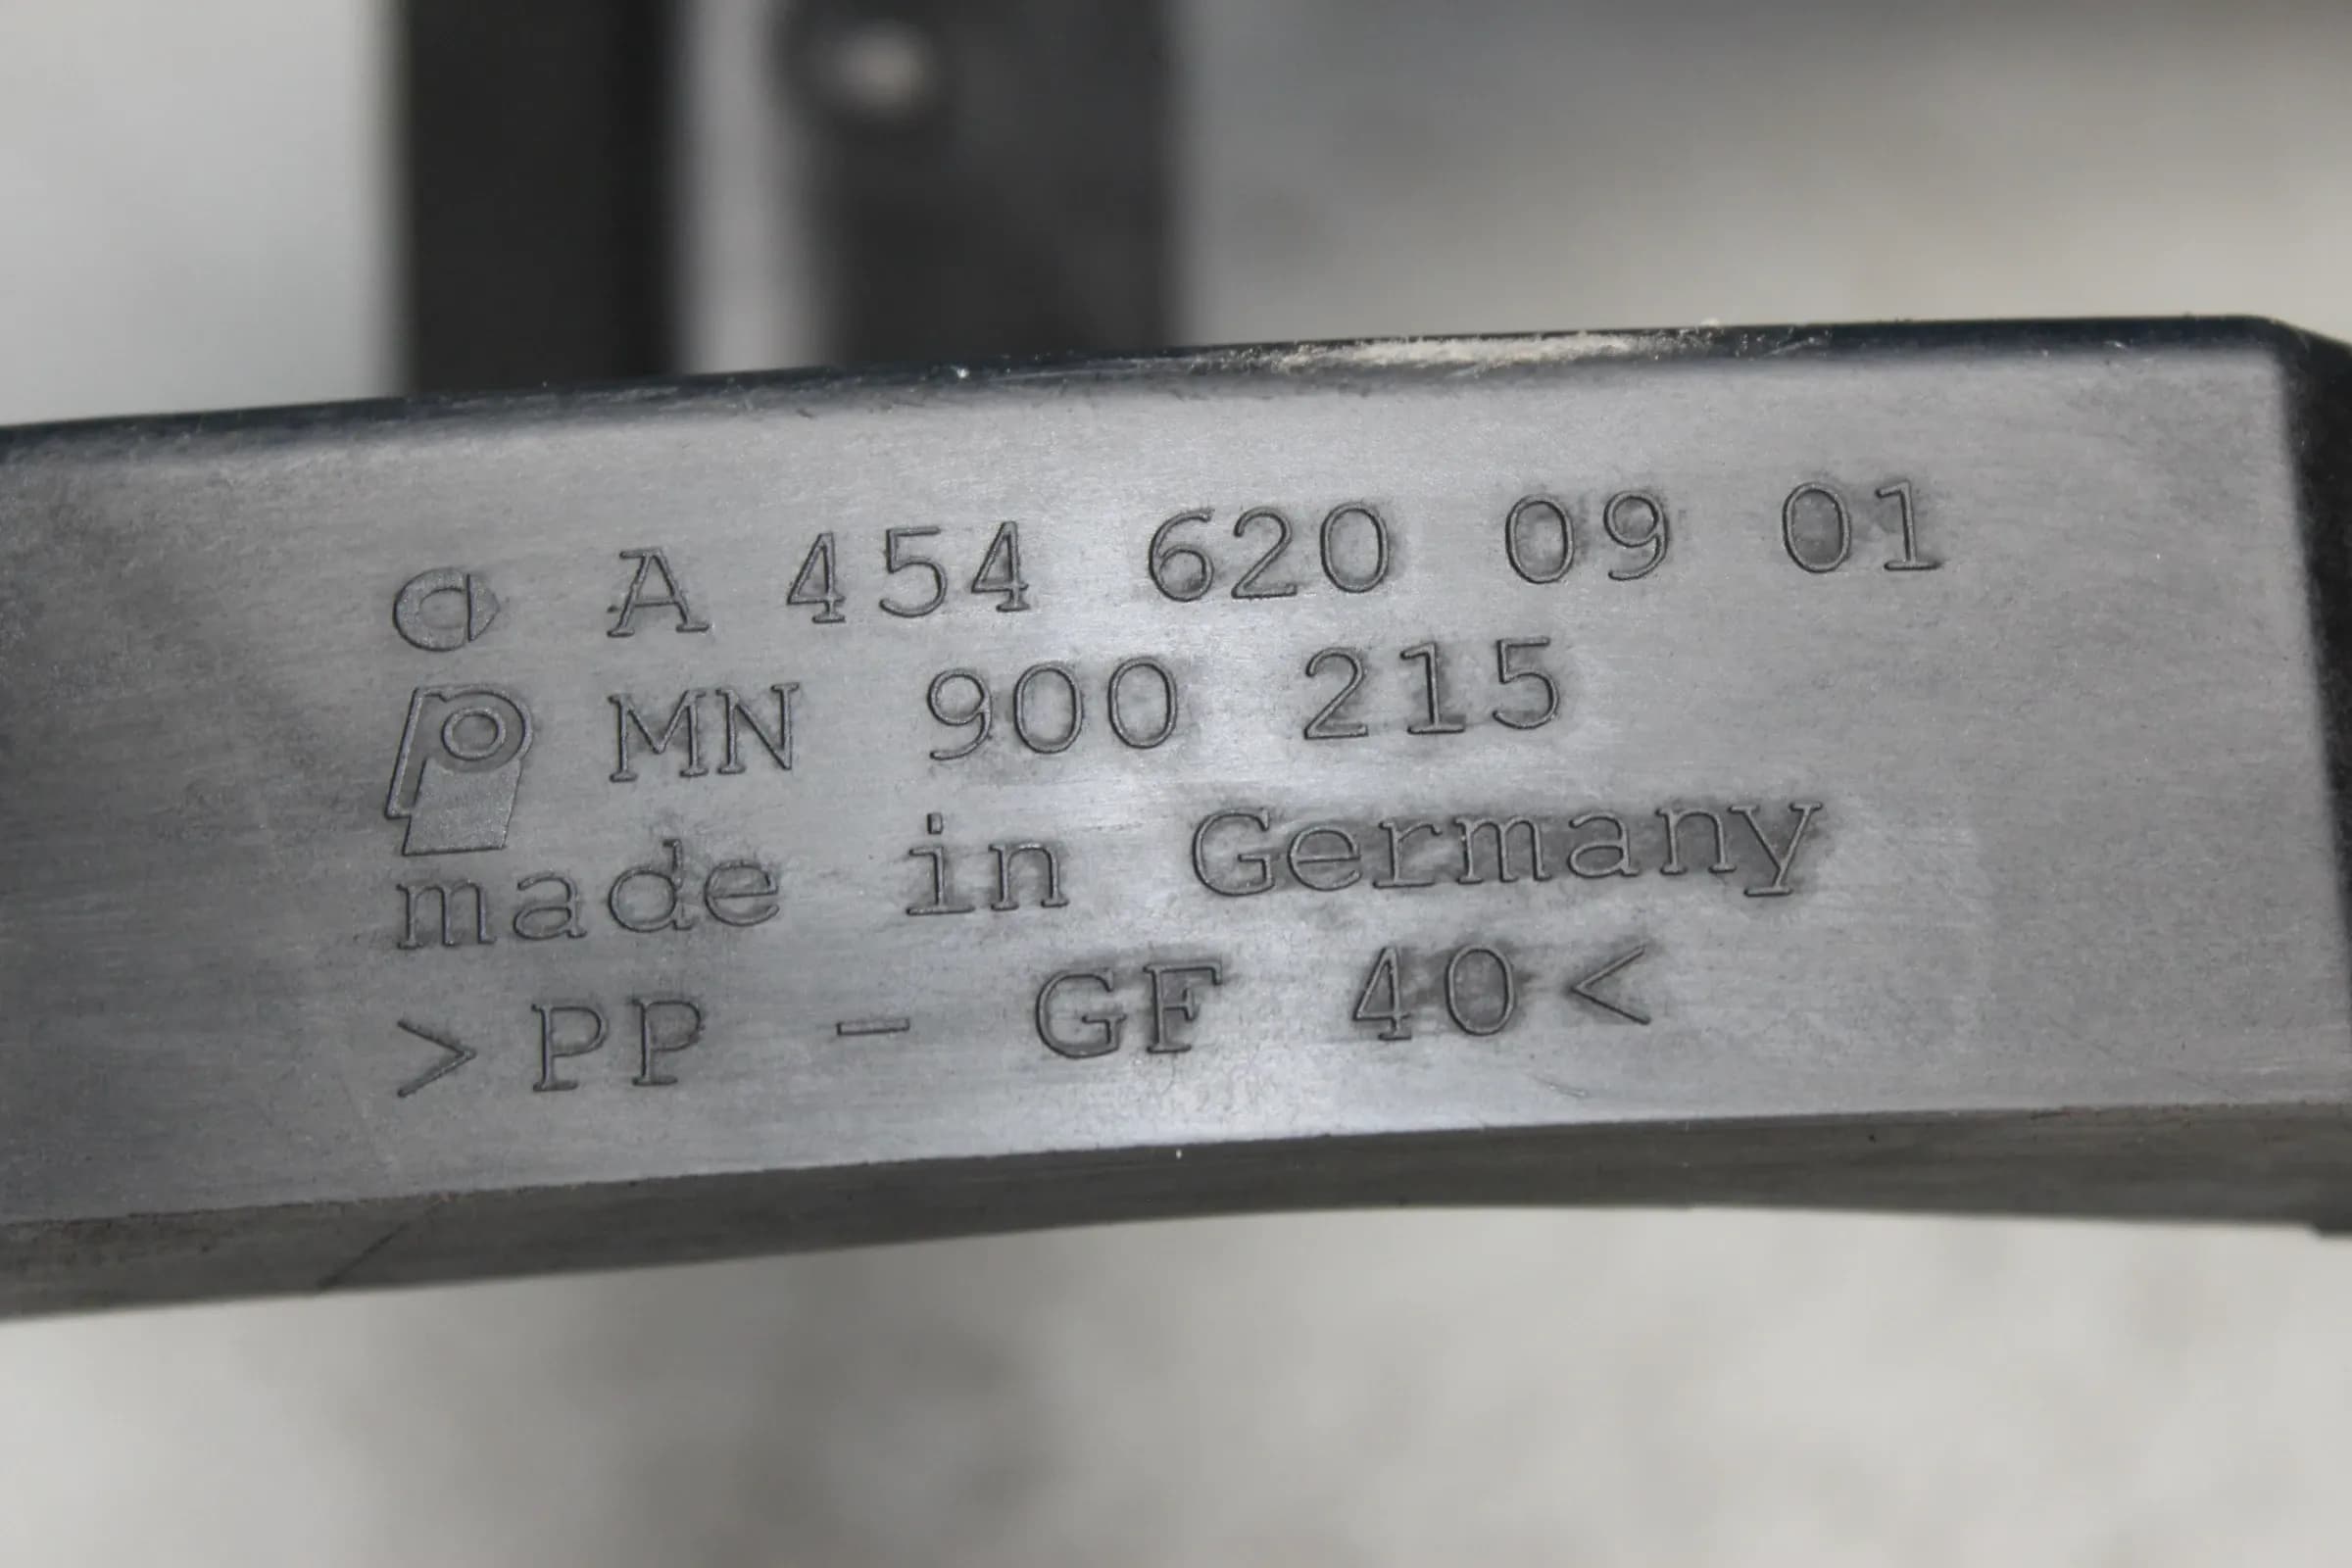 A 454 620 09 01
MN 900 215
made in Germany
>PP - GF 40<